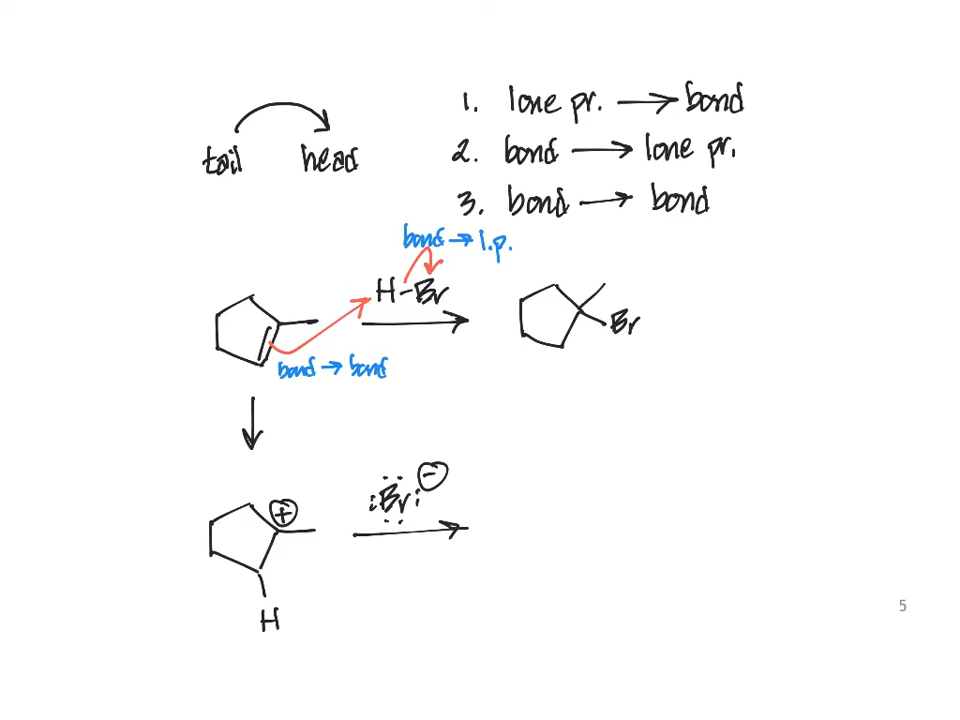 tail head
1. lone pr. → bond
2. bond → lone pr.
3. bond → bond
bond → l.p.
H-Br
Br
bond → bond
+
:Br: −
H
5